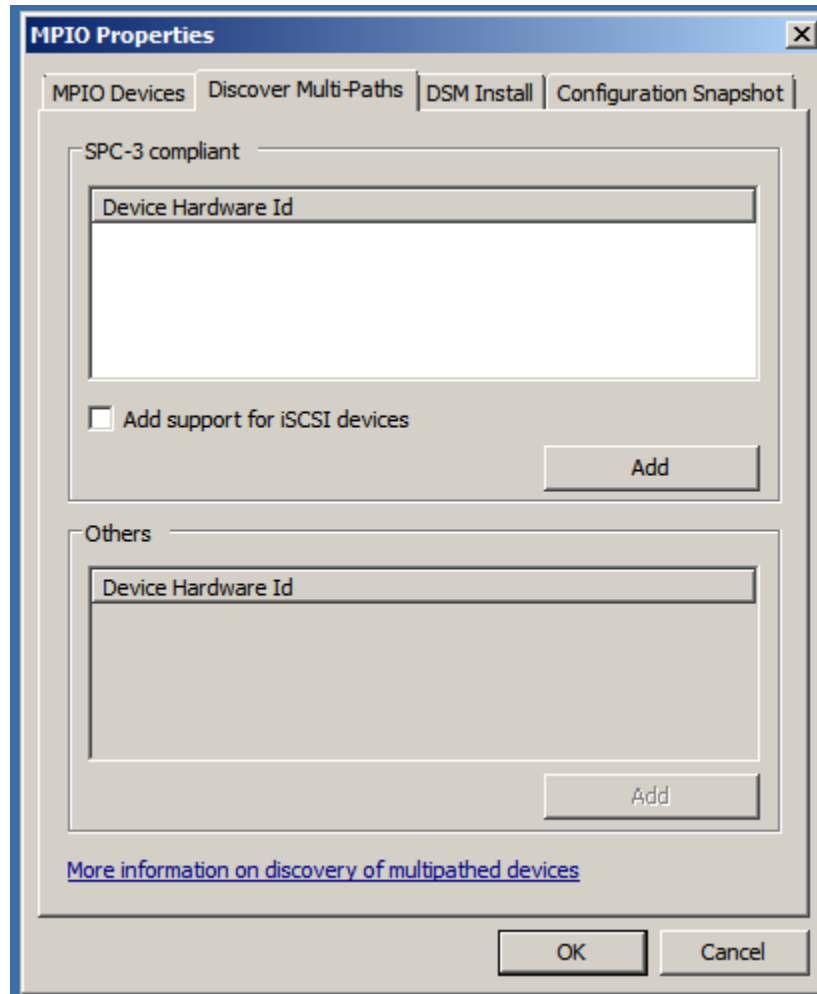 MPIO Properties
MPIO Devices Discover Multi-Paths DSM Install Configuration Snapshot
SPC-3 compliant
Device Hardware Id
Add support for iSCSI devices
Add
Others
Device Hardware Id
Add
More information on discovery of multipathed devices
OK Cancel